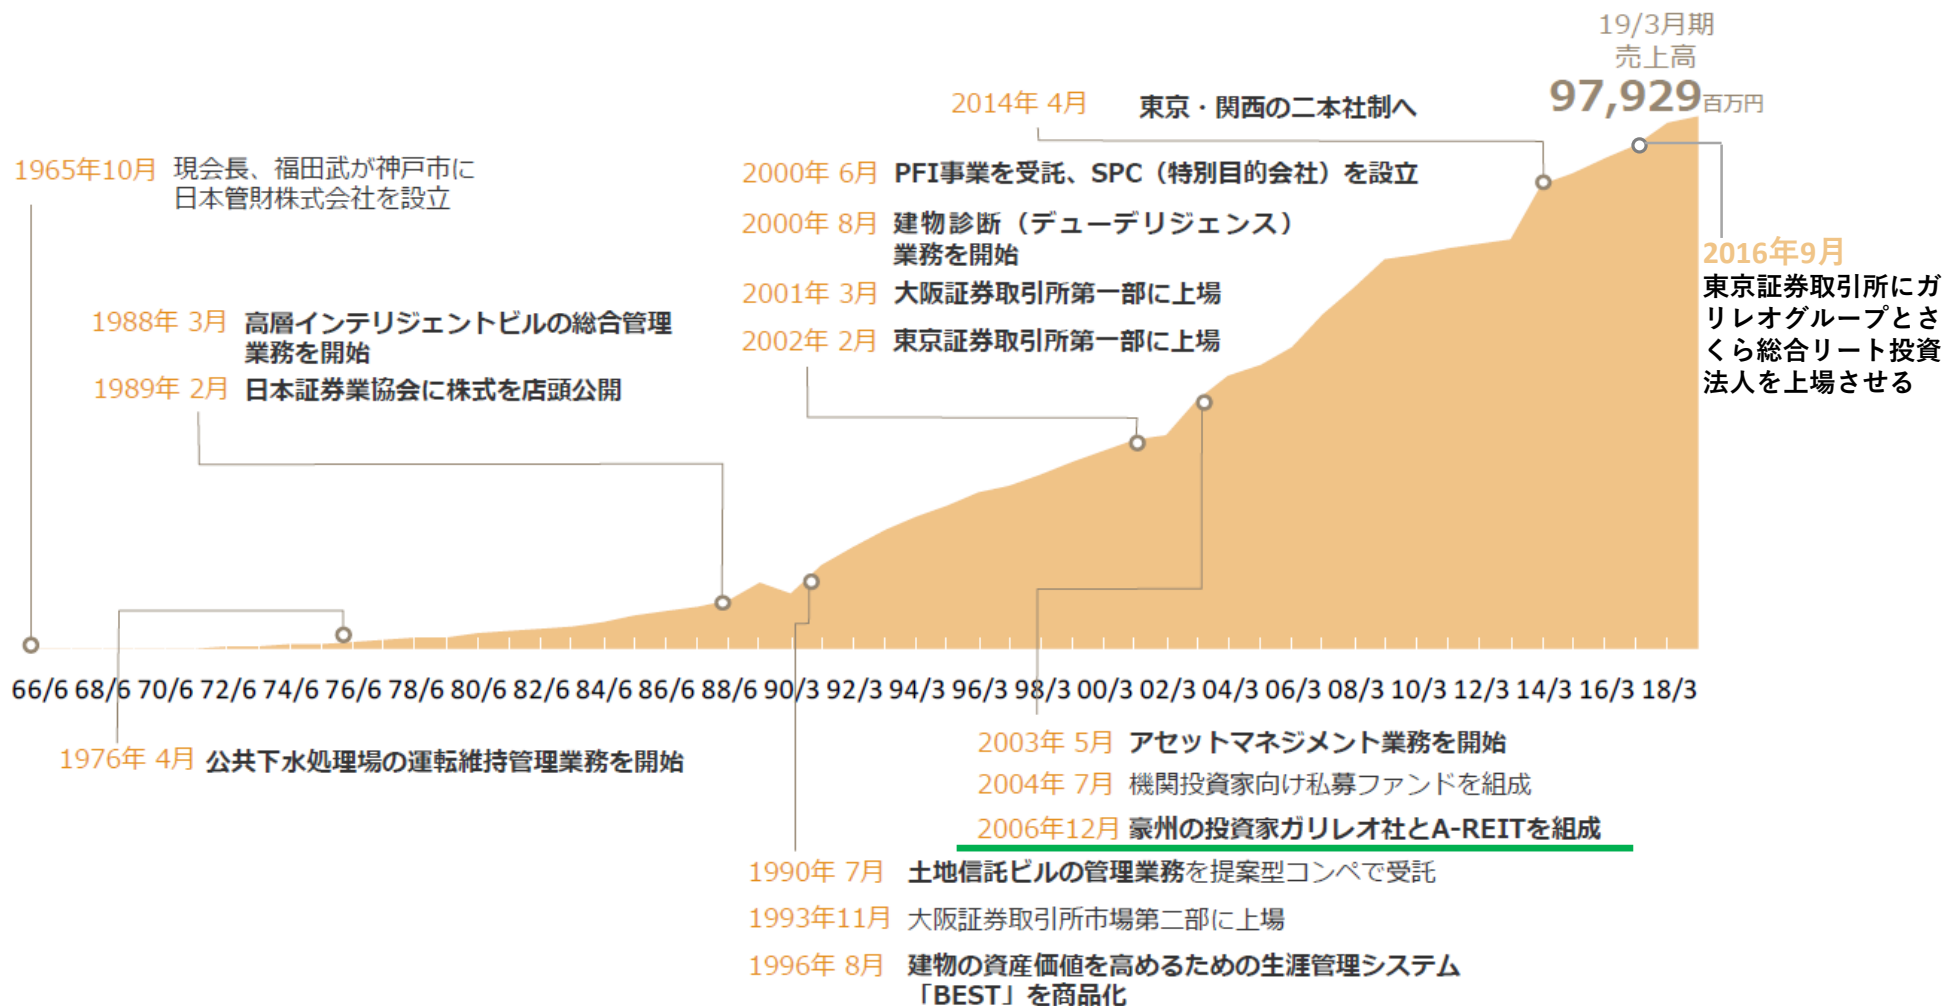 19/3月期
売上高
97,929百万円
2014年 4月 東京・関西の二本社制へ
1965年10月 現会長、福田武が神戸市に
日本管財株式会社を設立
2000年 6月 PFI事業を受託、SPC（特別目的会社）を設立
2000年 8月 建物診断（デューデリジェンス）
業務を開始
2001年 3月 大阪証券取引所第一部に上場
2002年 2月 東京証券取引所第一部に上場
2016年9月
東京証券取引所にガ
リレオグループとさ
くら総合リート投資
法人を上場させる
1988年 3月 高層インテリジェントビルの総合管理
業務を開始
1989年 2月 日本証券業協会に株式を店頭公開
66/6 68/6 70/6 72/6 74/6 76/6 78/6 80/6 82/6 84/6 86/6 88/6 90/3 92/3 94/3 96/3 98/3 00/3 02/3 04/3 06/3 08/3 10/3 12/3 14/3 16/3 18/3
1976年 4月 公共下水処理場の運転維持管理業務を開始
2003年 5月 アセットマネジメント業務を開始
2004年 7月 機関投資家向け私募ファンドを組成
2006年12月 豪州の投資家ガリレオ社とA-REITを組成
1990年 7月 土地信託ビルの管理業務を提案型コンペで受託
1993年11月 大阪証券取引所市場第二部に上場
1996年 8月 建物の資産価値を高めるための生涯管理システム
「BEST」を商品化